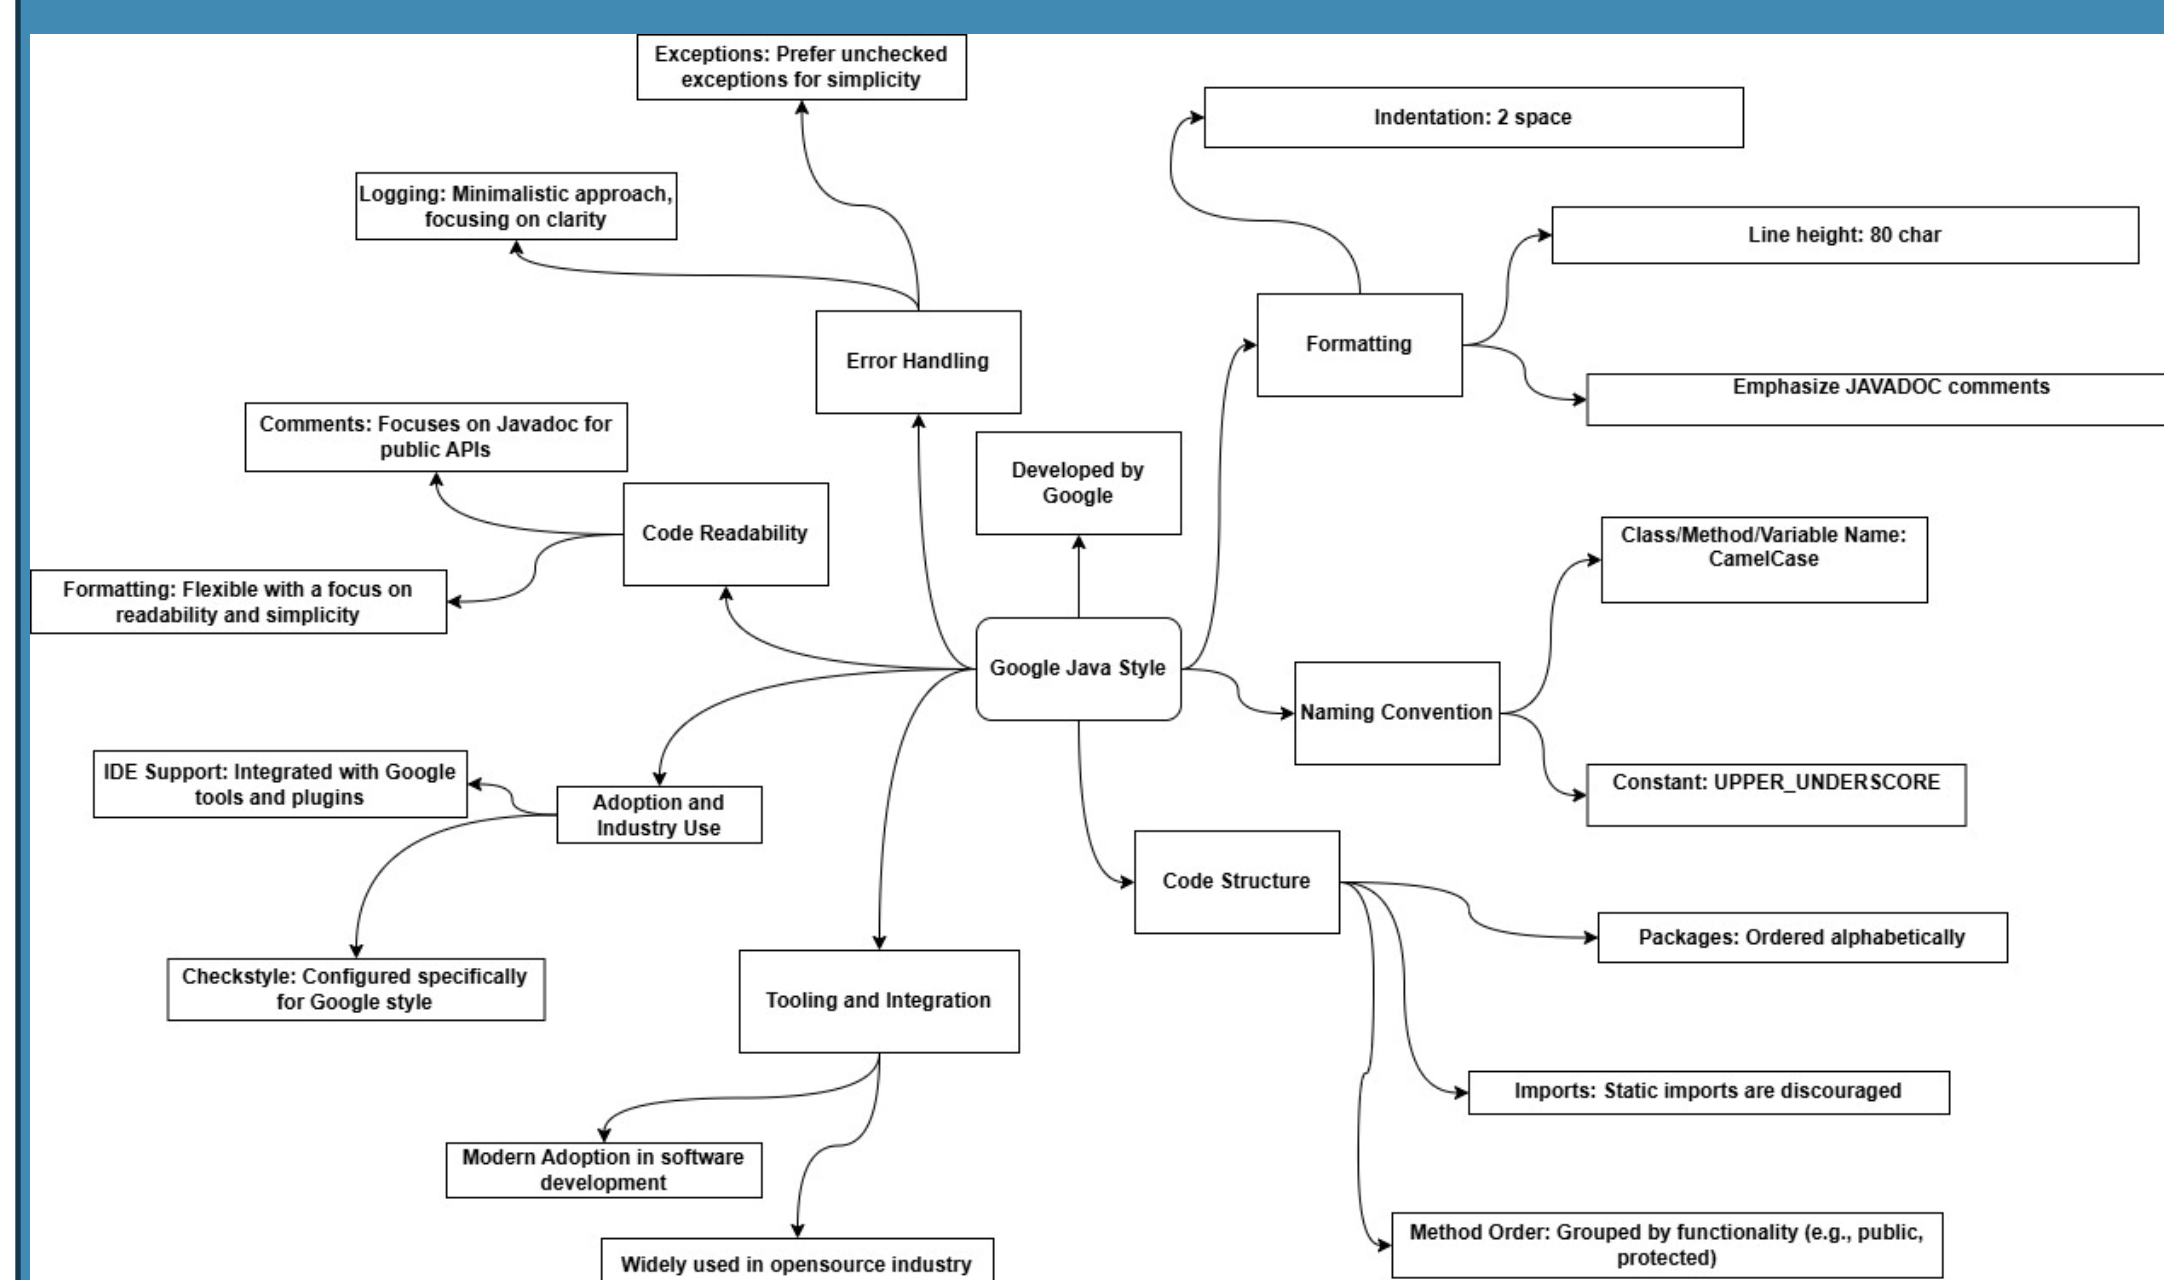 Exceptions: Prefer unchecked
exceptions for simplicity
Indentation: 2 space
Logging: Minimalistic approach,
focusing on clarity
Line height: 80 char
Error Handling
Formatting
Emphasize JAVADOC comments
Comments: Focuses on Javadoc for
public APIs
Developed by
Google
Code Readability
Class/Method/Variable Name:
CamelCase
Formatting: Flexible with a focus on
readability and simplicity
Google Java Style
Naming Convention
IDE Support: Integrated with Google
tools and plugins
Adoption and
Industry Use
Constant: UPPER_UNDERSCORE
Code Structure
Packages: Ordered alphabetically
Checkstyle: Configured specifically
for Google style
Tooling and Integration
Imports: Static imports are discouraged
Modern Adoption in software
development
Method Order: Grouped by functionality (e.g., public,
protected)
Widely used in opensource industry